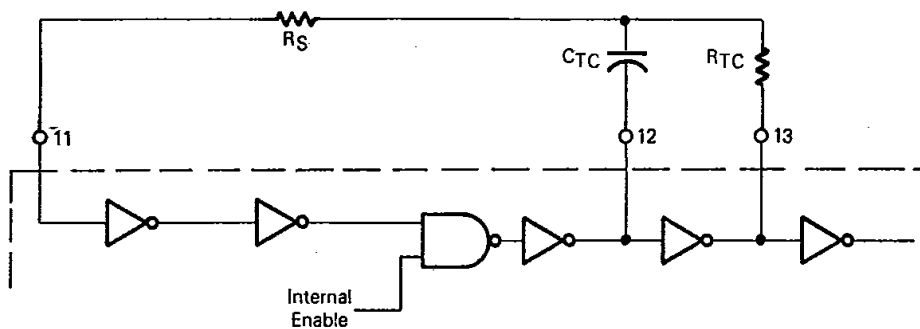 RS
CTC
RTC
11
12
13
Internal
Enable